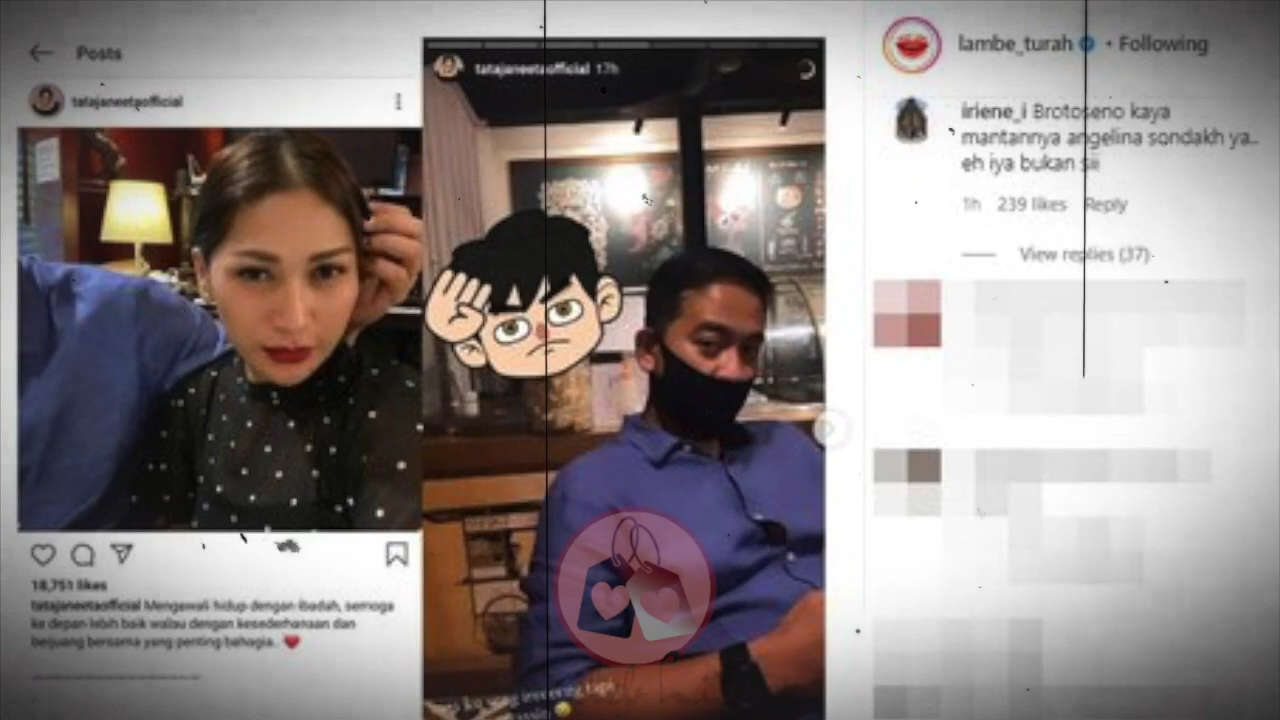 Posts
tatajaneetaofficial
18,751 likes
tatajaneetaofficial Mengawali hidup dengan ibadah, semoga
ke depan lebih baik walau dengan kesederhanaan dan
berjuang bersama yang penting bahagia..
tatajaneetaofficial 17h
lambe_turah • Following
iriene_i Brotoseno kaya
mantannya angelina sondakh ya..
eh iya bukan sii
1h 239 likes Reply
View replies (37)